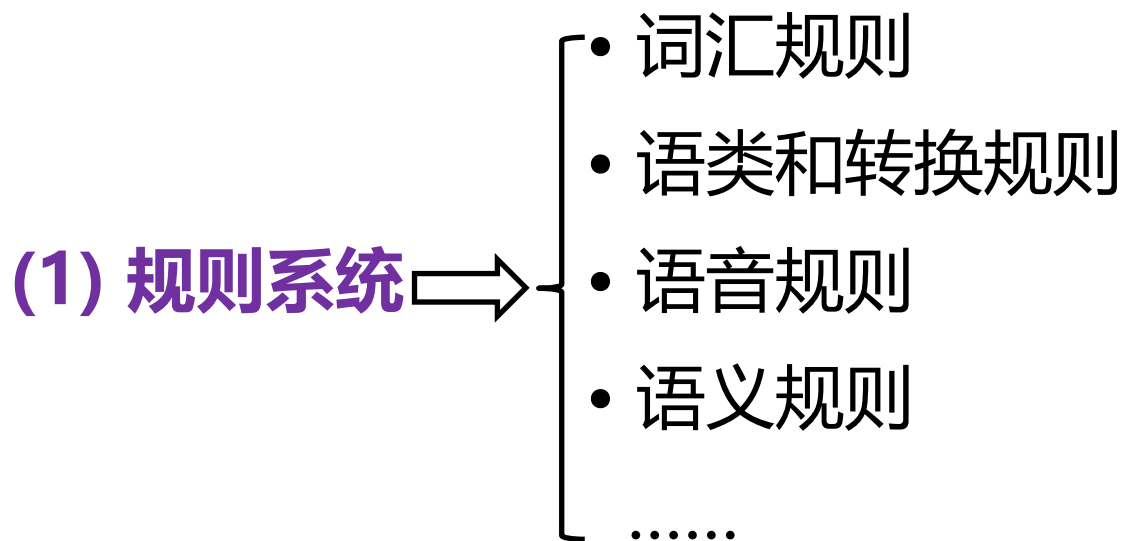 • 词汇规则
• 语类和转换规则
(1) 规则系统
• 语音规则
• 语义规则
……